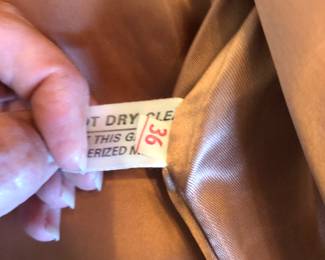 OT DRY CLEA
T THIS G
ERIZED M
36